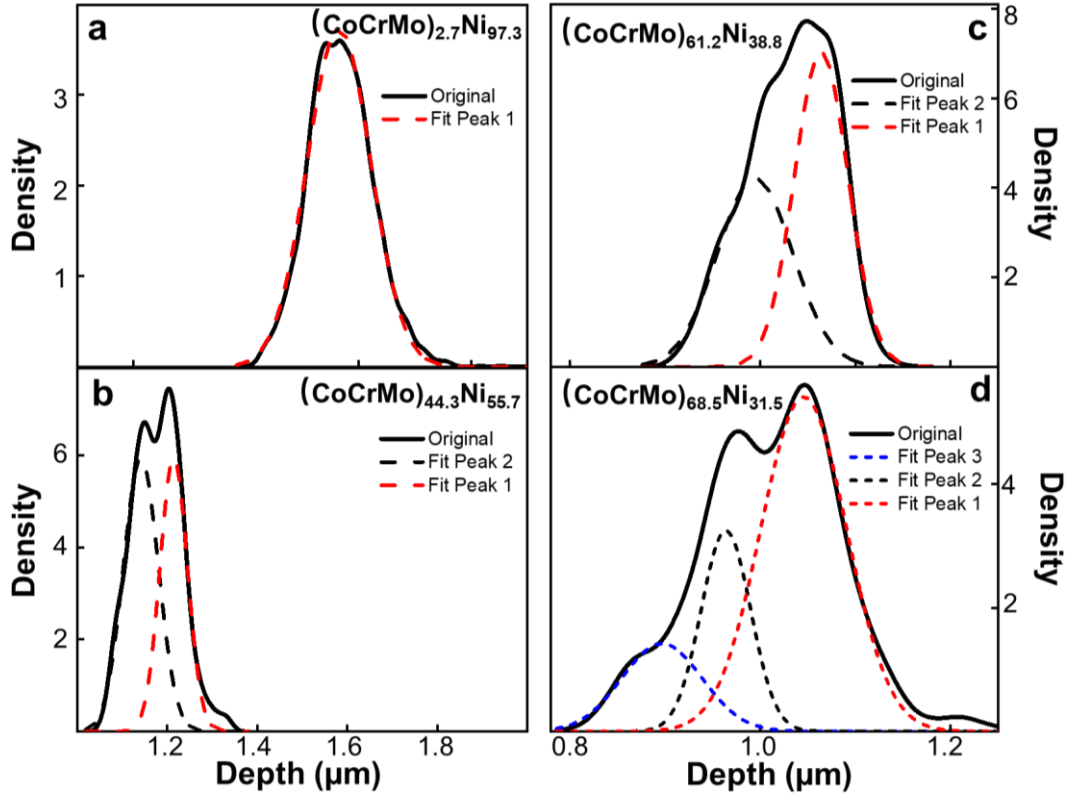 a
(CoCrMo)2.7Ni97.3
Original
Fit Peak 1
3
2
1
Density
(CoCrMo)61.2Ni38.8
c
Original
Fit Peak 2
Fit Peak 1
8
6
4
2
Density
b
(CoCrMo)44.3Ni55.7
Original
Fit Peak 2
Fit Peak 1
6
4
2
Density
1.2
1.4
1.6
1.8
Depth (μm)
(CoCrMo)68.5Ni31.5
d
Original
Fit Peak 3
Fit Peak 2
Fit Peak 1
4
2
Density
0.8
1.0
1.2
Depth (μm)